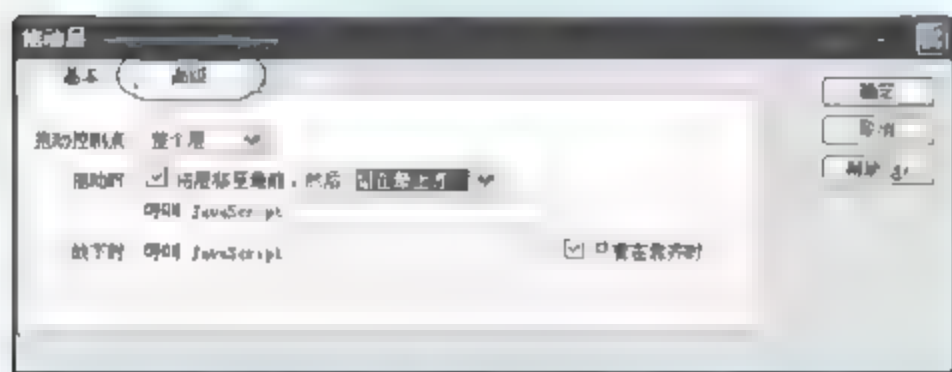 拖动层
基本 高级
拖动控制点 整个层
拖动时 将层移至最前，然后 留在最上方
呼叫 JavaScript
放下时 呼叫 JavaScript 只有在靠齐时
确定
取消